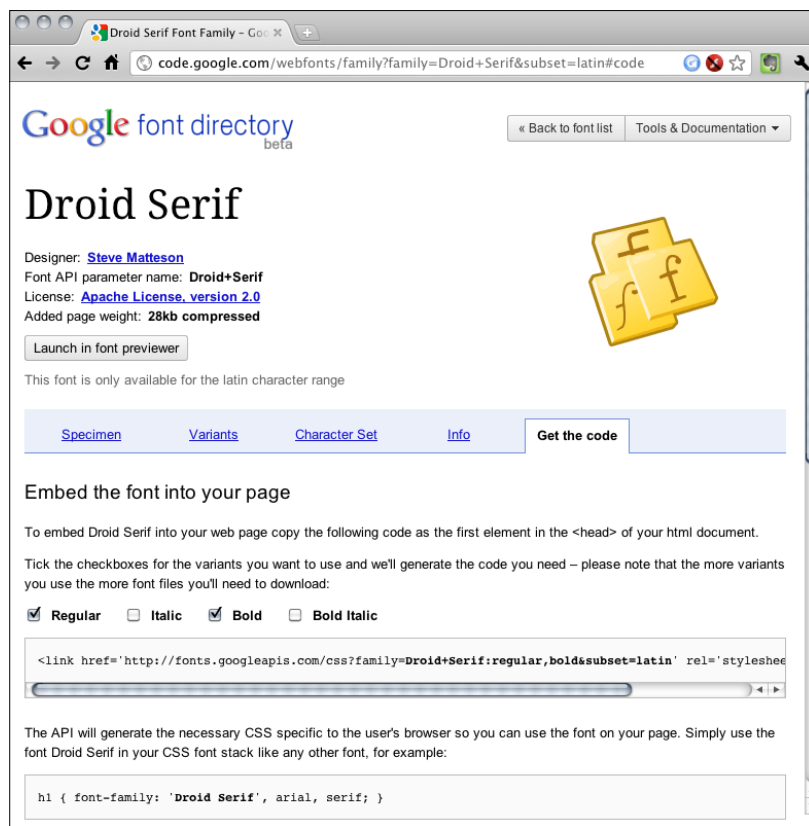 Droid Serif Font Family – Goo
code.google.com/webfonts/family?family=Droid+Serif&subset=latin#code
Google font directory
beta
« Back to font list Tools & Documentation
Droid Serif
Designer: Steve Matteson
Font API parameter name: Droid+Serif
License: Apache License, version 2.0
Added page weight: 28kb compressed
Launch in font previewer
This font is only available for the latin character range
f f f
Specimen Variants Character Set Info Get the code
Embed the font into your page
To embed Droid Serif into your web page copy the following code as the first element in the <head> of your html document.
Tick the checkboxes for the variants you want to use and we'll generate the code you need – please note that the more variants
you use the more font files you'll need to download:
Regular Italic Bold Bold Italic
<link href='http://fonts.googleapis.com/css?family=Droid+Serif:regular,bold&subset=latin' rel='styleshee
The API will generate the necessary CSS specific to the user's browser so you can use the font on your page. Simply use the
font Droid Serif in your CSS font stack like any other font, for example:
h1 { font-family: 'Droid Serif', arial, serif; }